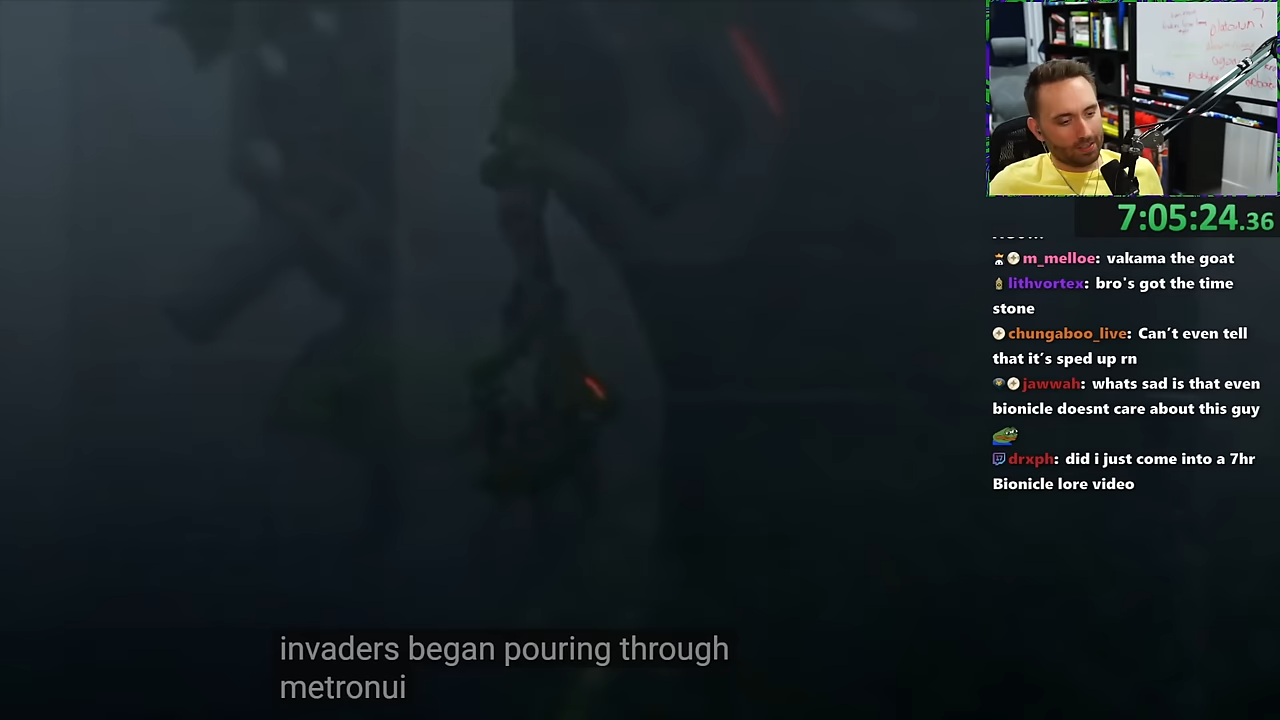 7:05:24.36
m_melloe: vakama the goat
lithvortex: bro's got the time
stone
chungaboo_live: Can't even tell
that it's sped up rn
jawwah: whats sad is that even
bionicle doesnt care about this guy
drxph: did i just come into a 7hr
Bionicle lore video
invaders began pouring through
metronui